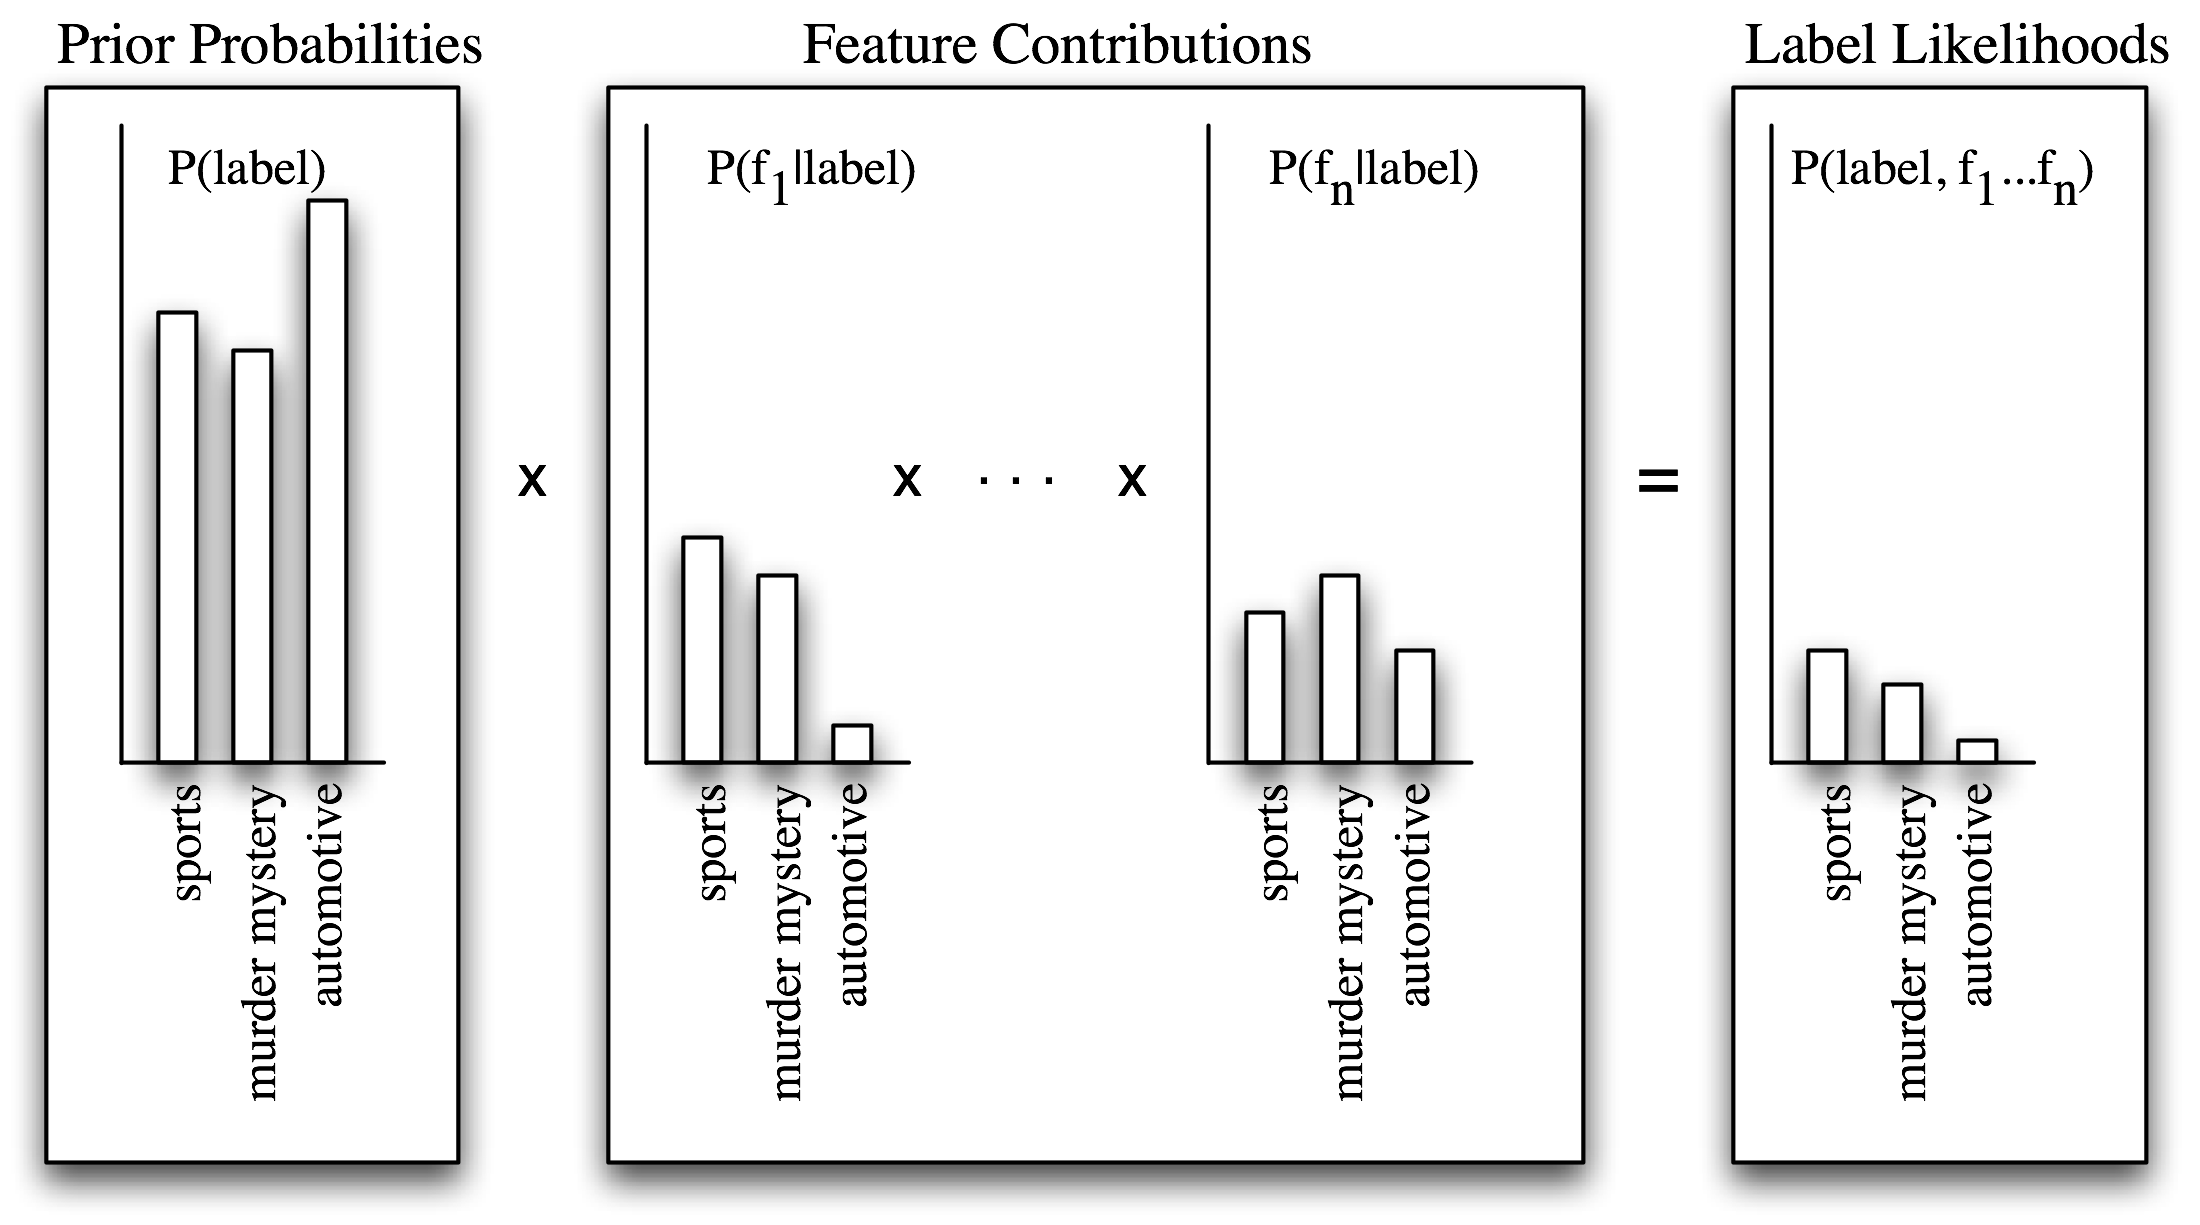 Prior Probabilities
Feature Contributions
Label Likelihoods
P(label)
P(f1|label)
P(fn|label)
P(label, f1...fn)
x
x ... x
=
sports
murder mystery
automotive
sports
murder mystery
automotive
sports
murder mystery
automotive
sports
murder mystery
automotive